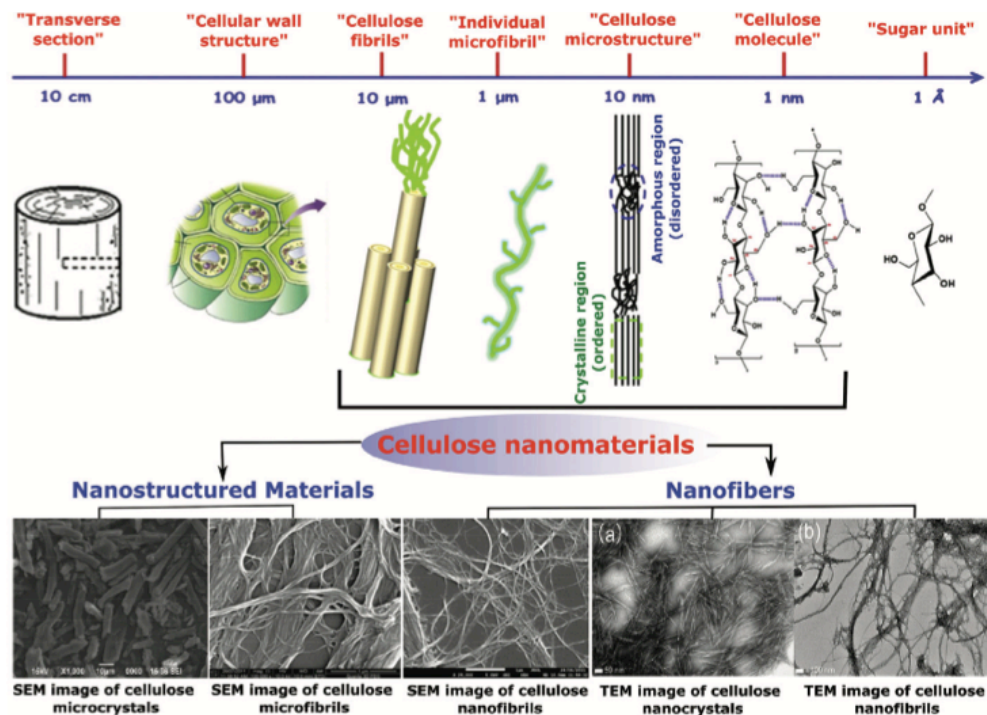 "Transverse section"
"Cellular wall structure"
"Cellulose fibrils"
"Individual microfibril"
"Cellulose microstructure"
"Cellulose molecule"
"Sugar unit"
10 cm
100 µm
10 µm
1 µm
10 nm
1 nm
1 Å
Amorphous region
(disordered)
Crystalline region
(ordered)
Cellulose nanomaterials
Nanostructured Materials
Nanofibers
(a)
(b)
SEM image of cellulose
microcrystals
SEM image of cellulose
microfibrils
SEM image of cellulose
nanofibrils
TEM image of cellulose
nanocrystals
TEM image of cellulose
nanofibrils